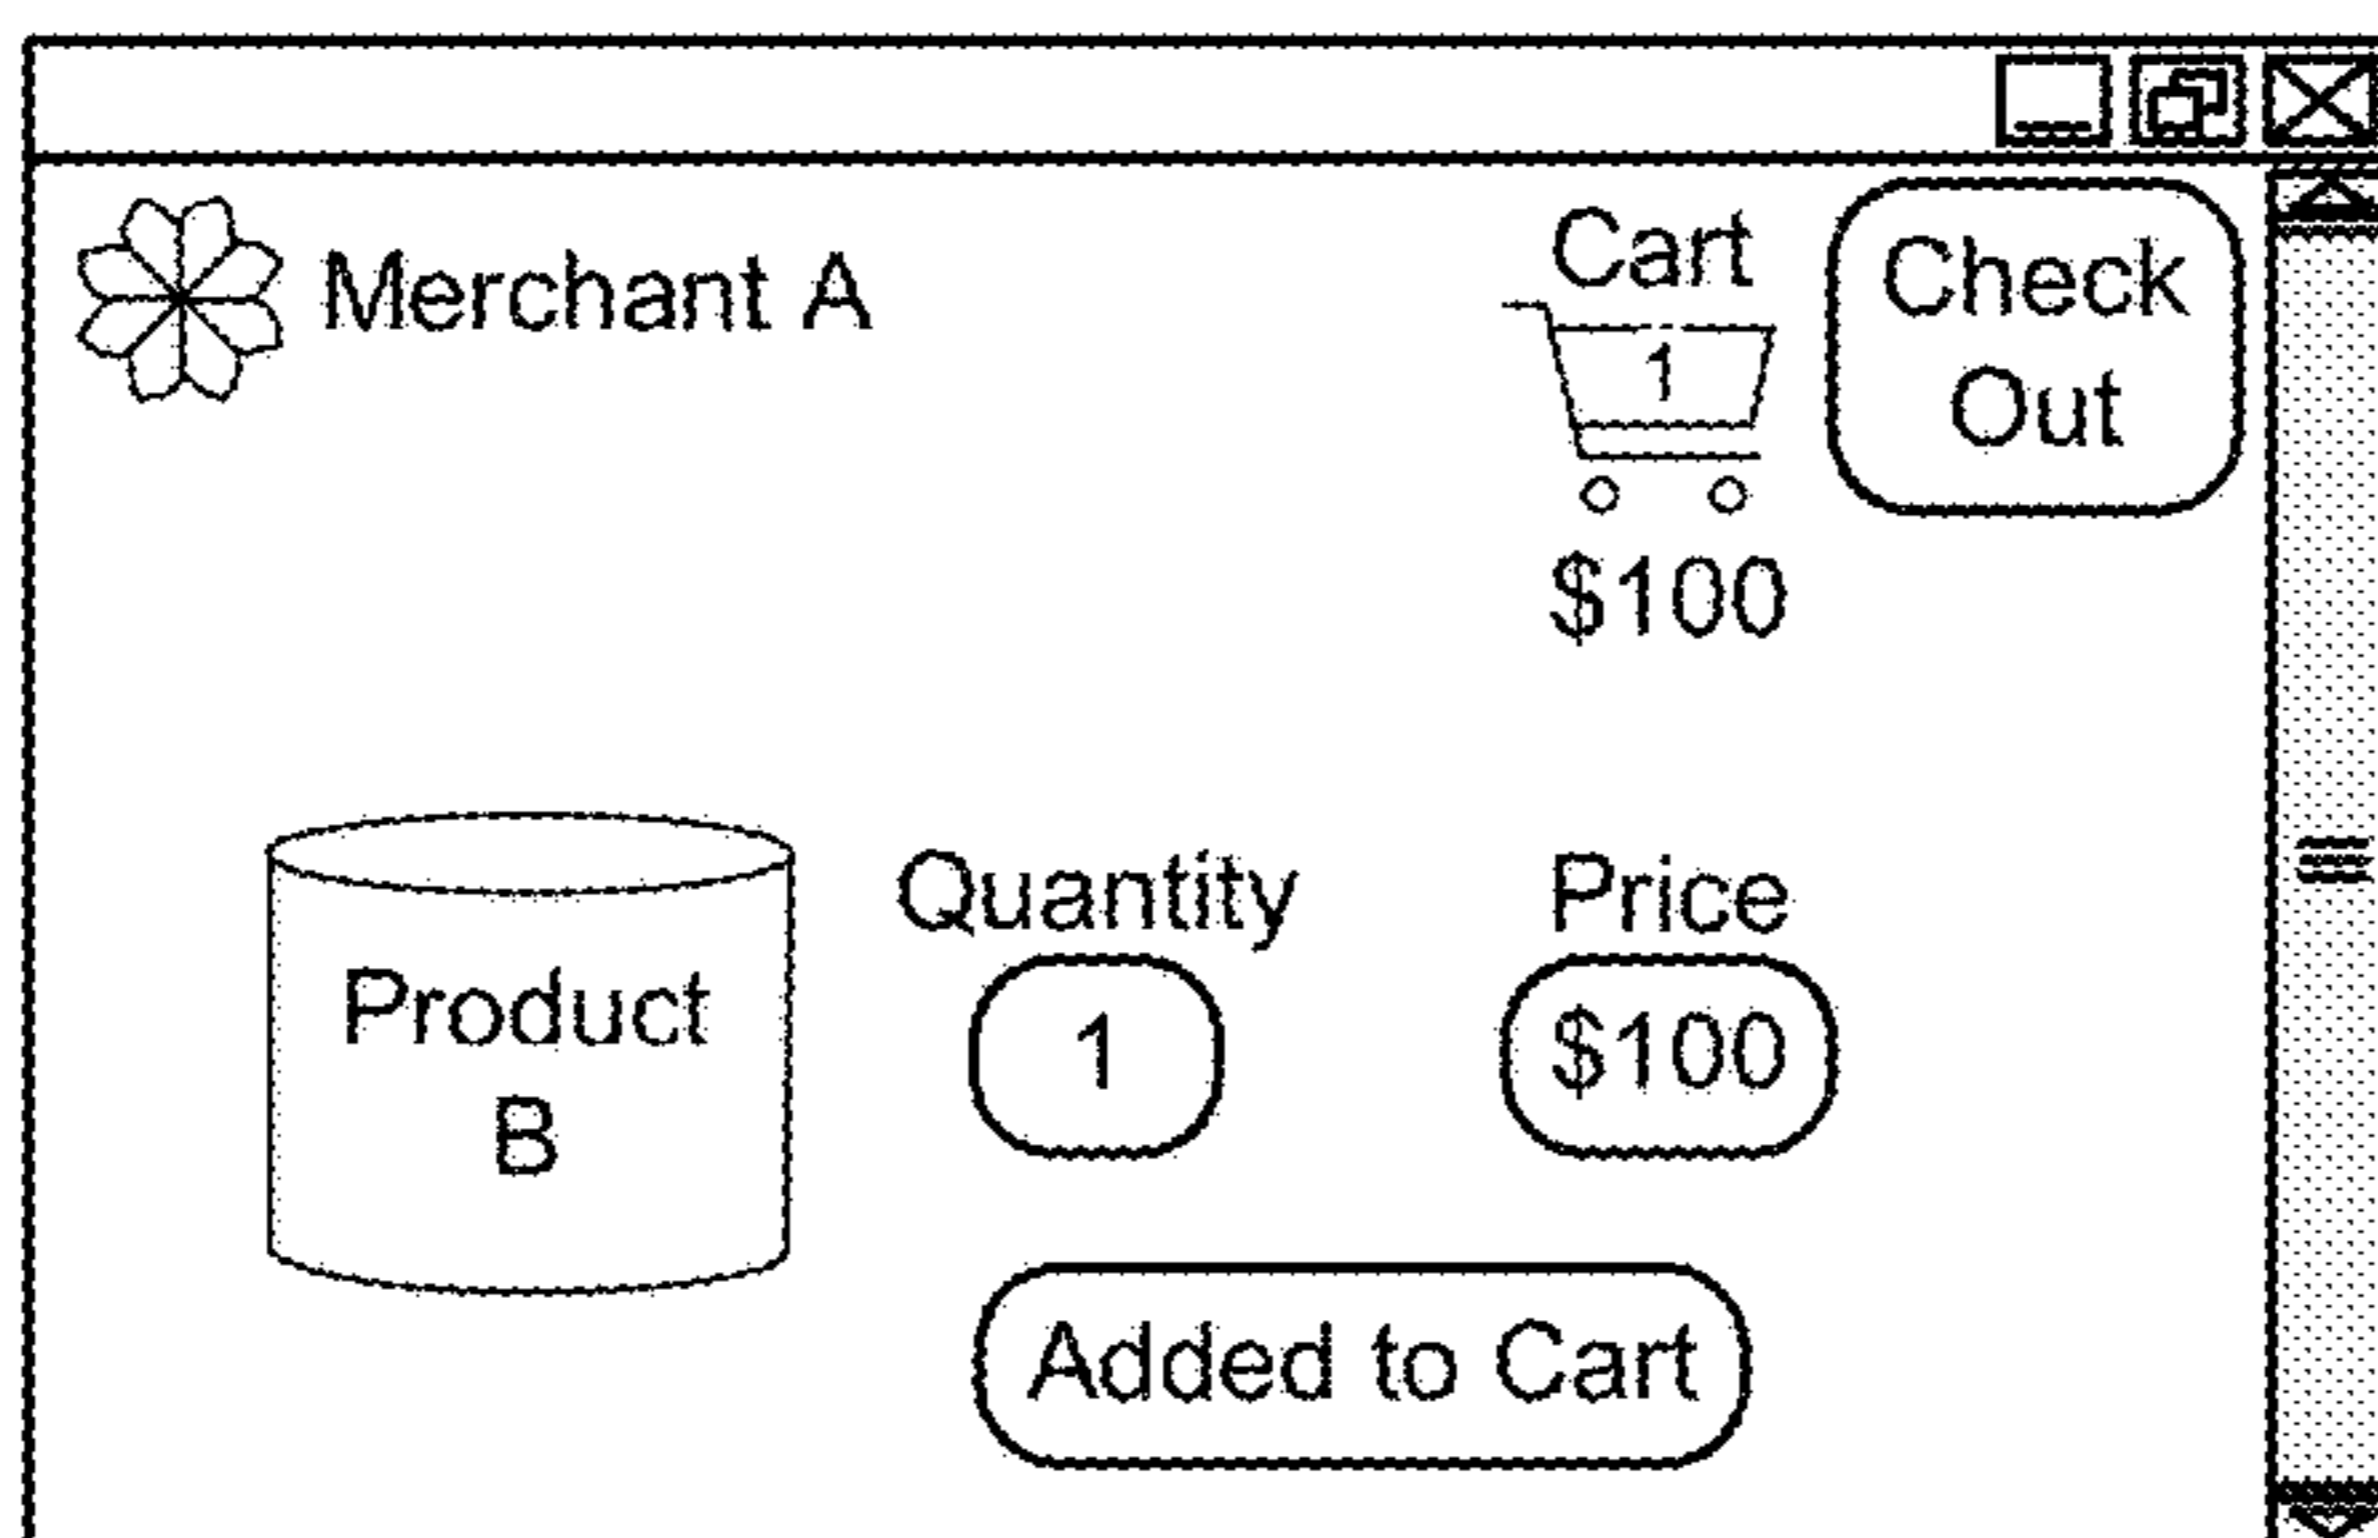 Merchant A
Cart
1
$100
Check
Out
Product
B
Quantity
1
Price
$100
Added to Cart